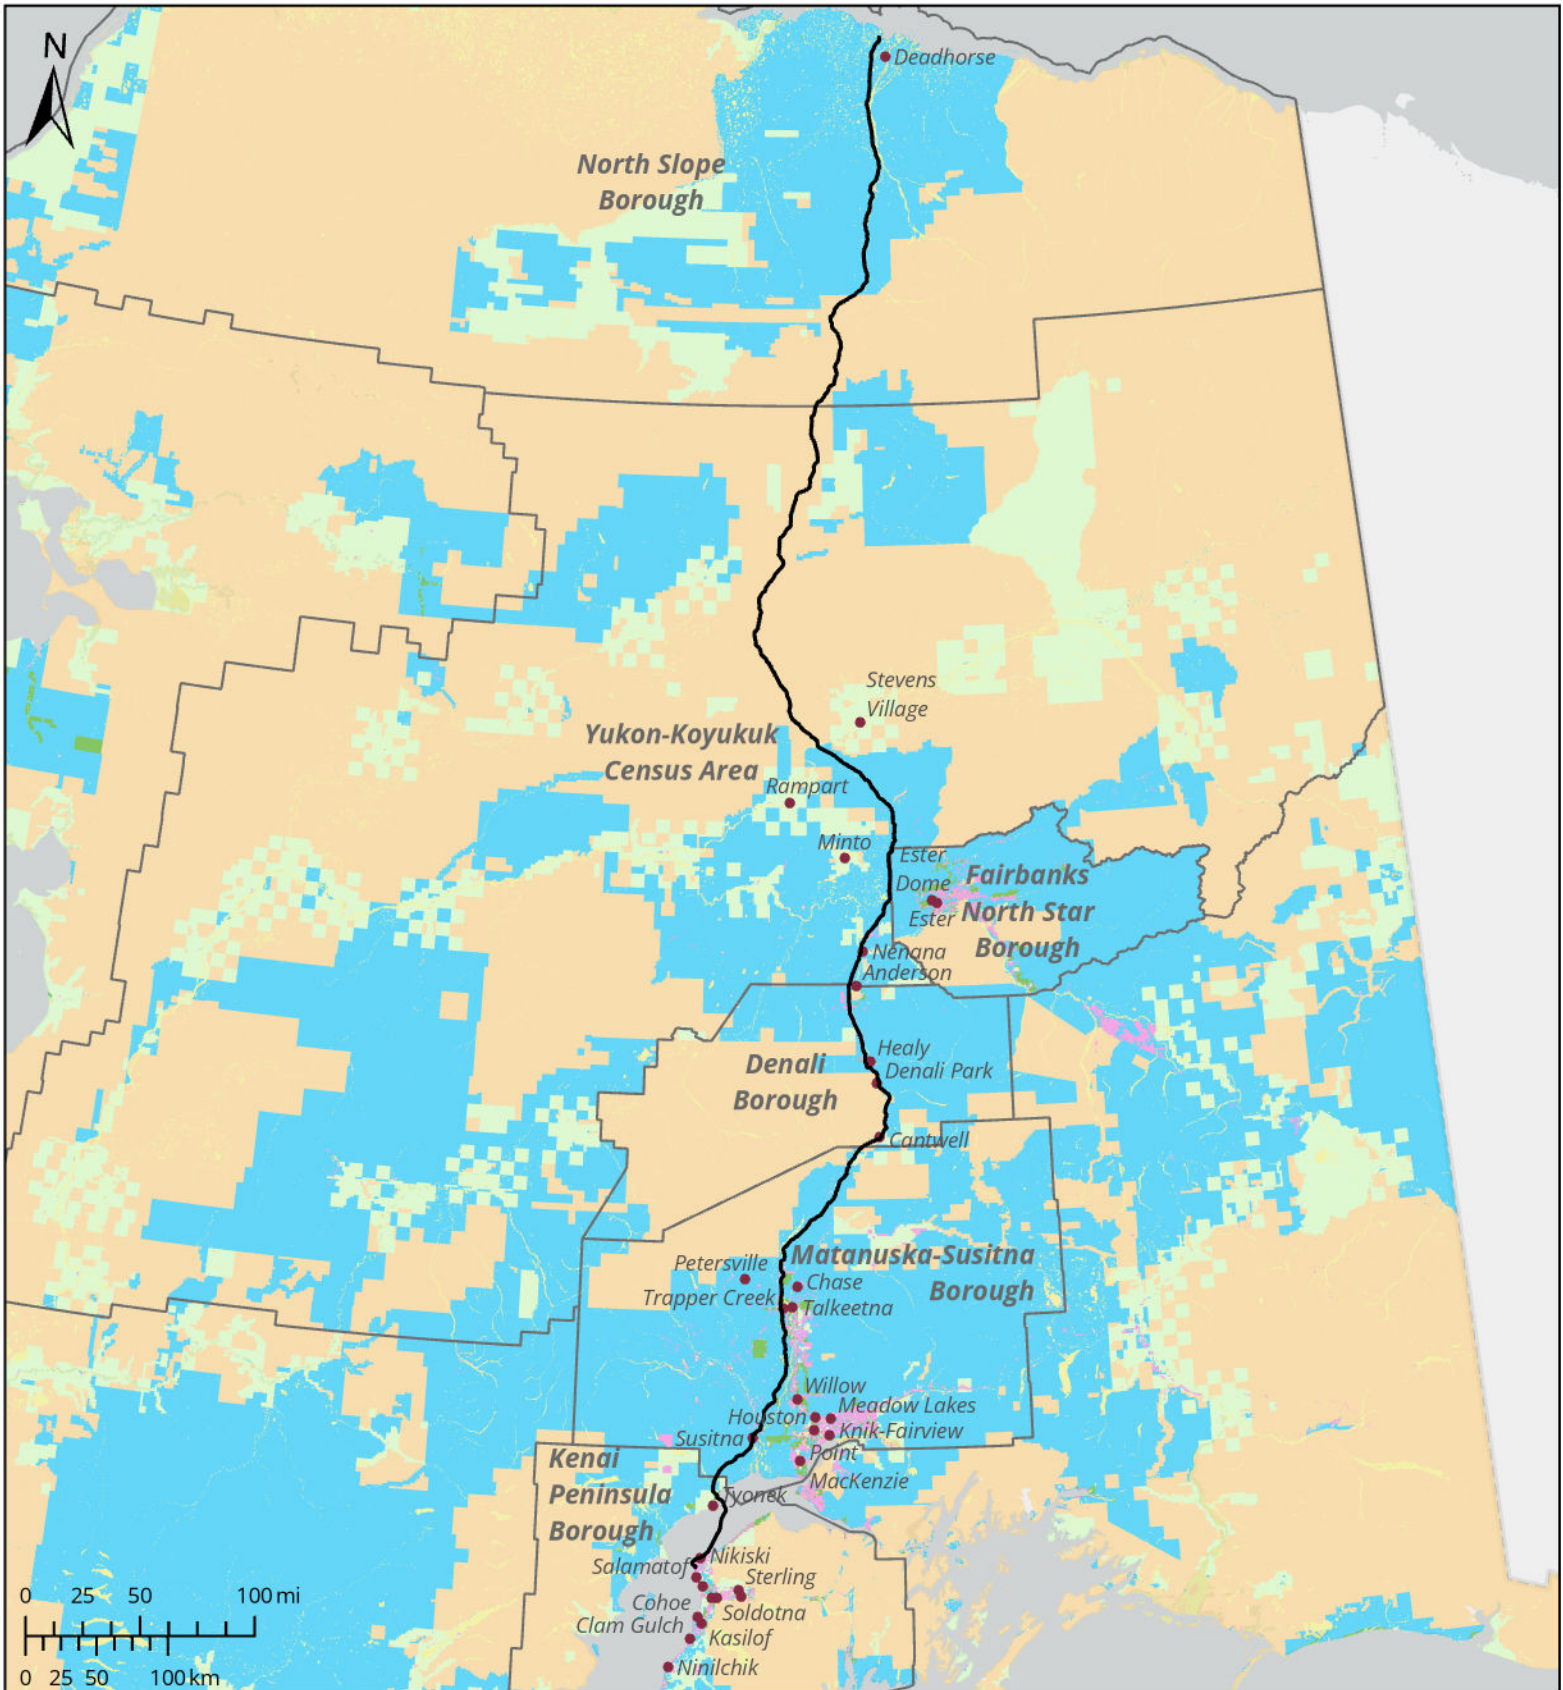 N
Deadhorse
North Slope
Borough
Stevens
Village
Yukon-Koyukuk
Census Area
Rampart
Minto
Ester
Dome
Ester
Fairbanks
North Star
Borough
Nenana
Anderson
Healy
Denali Park
Denali
Borough
Cantwell
Matanuska-Susitna
Borough
Petersville
Chase
Trapper Creek
Talkeetna
Willow
Meadow Lakes
Houston
Knik-Fairview
Susitna
Point
MacKenzie
Kenai
Peninsula
Borough
Tyonek
Nikiski
Salamatof
Sterling
Cohoe
Soldotna
Clam Gulch
Kasilof
Ninilchik
0 25 50 100 mi
0 25 50 100 km